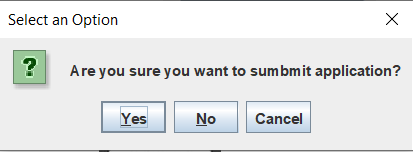 Select an Option
Are you sure you want to sumbmit application?
Yes No Cancel